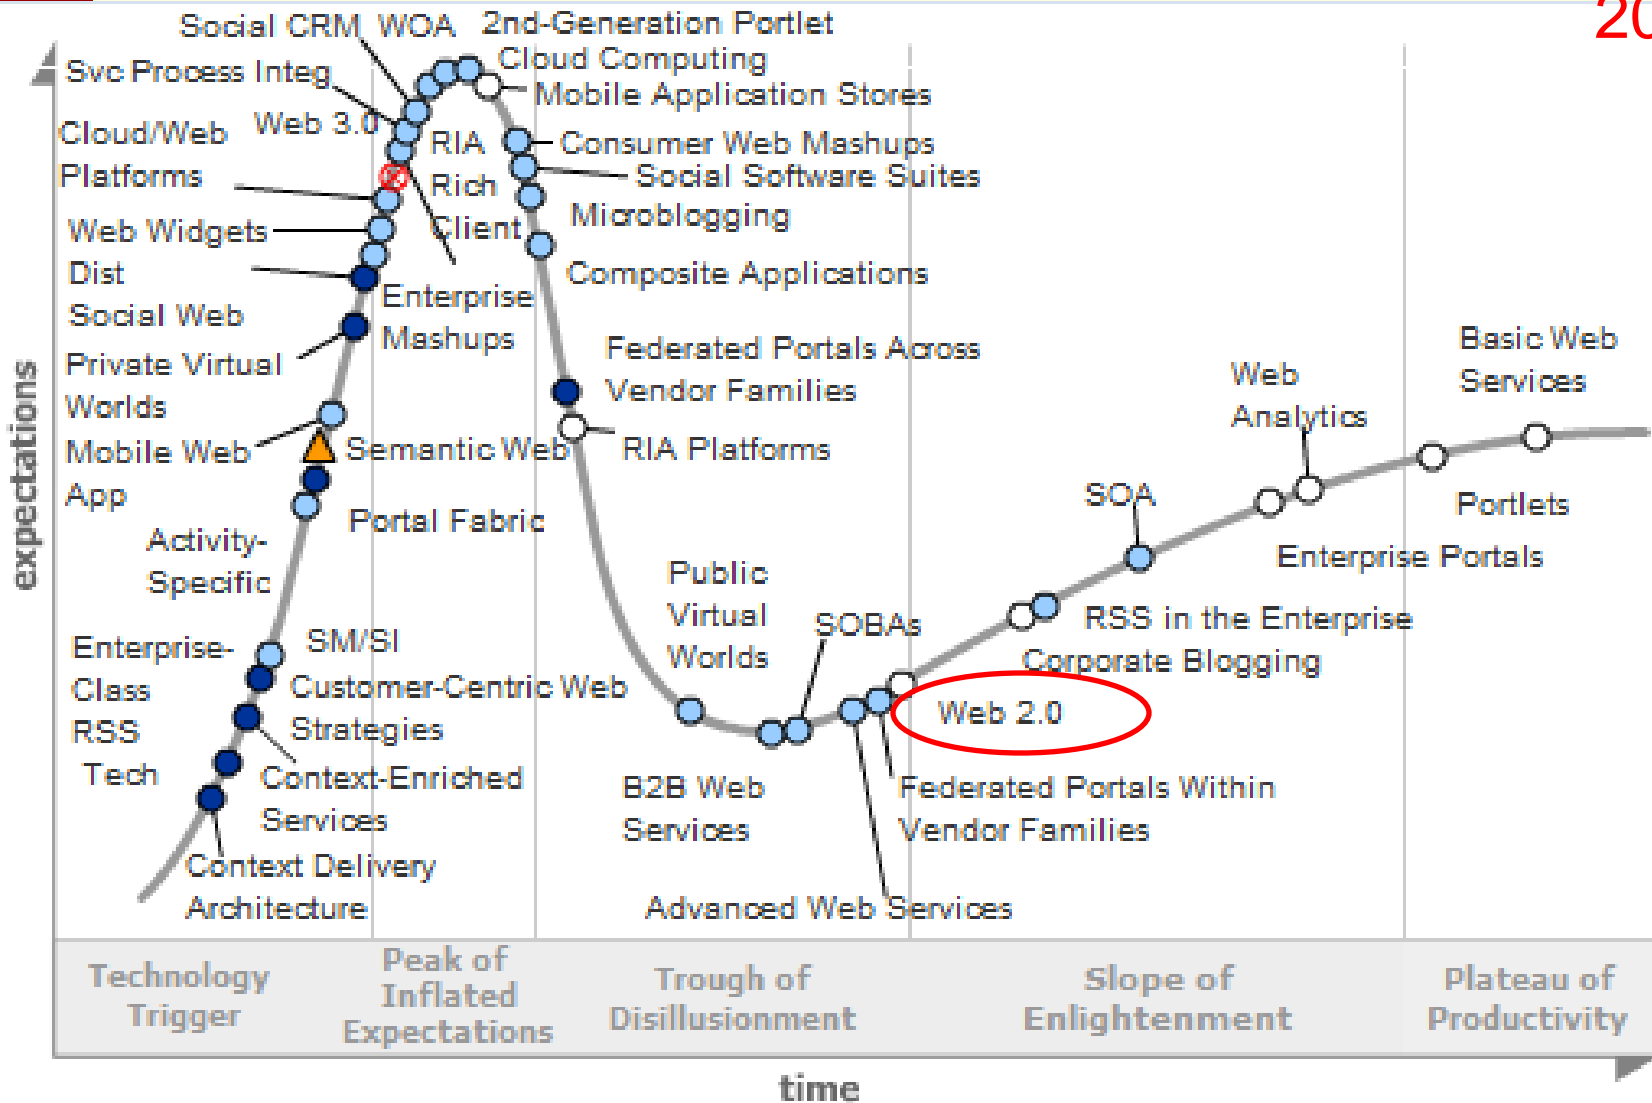 20
Social CRM
WOA
2nd-Generation Portlet
Svc Process Integ
Cloud Computing
Mobile Application Stores
Cloud/Web
Platforms
Web 3.0
RIA
Rich
Client
Consumer Web Mashups
Social Software Suites
Microblogging
Web Widgets
Dist
Social Web
Composite Applications
Enterprise
Mashups
Private Virtual
Worlds
Federated Portals Across
Vendor Families
Mobile Web
App
Semantic Web
RIA Platforms
Portal Fabric
Activity-
Specific
Web
Analytics
Basic Web
Services
SOA
Portlets
Enterprise Portals
Public
Virtual
Worlds
SOBAs
RSS in the Enterprise
Corporate Blogging
Enterprise-
Class
RSS
Tech
SM/SI
Customer-Centric Web
Strategies
Web 2.0
Context-Enriched
Services
B2B Web
Services
Federated Portals Within
Vendor Families
Context Delivery
Architecture
Advanced Web Services
expectations
Technology
Trigger
Peak of
Inflated
Expectations
Trough of
Disillusionment
Slope of
Enlightenment
Plateau of
Productivity
time